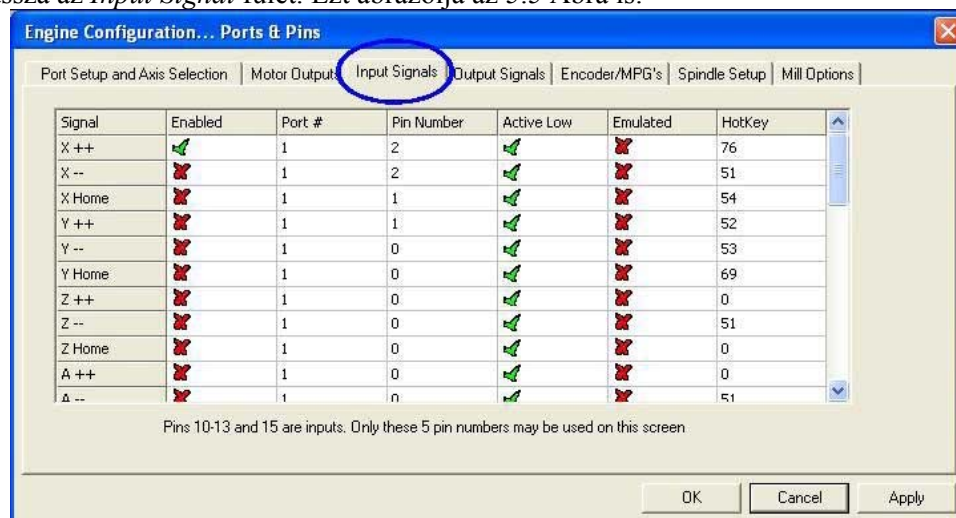 az Input Signal fület. Ezt ábrázolja az 5.5 Ábra is.
Engine Configuration... Ports & Pins
Port Setup and Axis Selection Motor Outputs Input Signals Output Signals Encoder/MPG's Spindle Setup Mill Options
Signal Enabled Port # Pin Number Active Low Emulated HotKey
X ++ 1 2 76
X -- 1 2 51
X Home 1 1 54
Y ++ 1 1 52
Y -- 1 0 53
Y Home 1 0 69
Z ++ 1 0 0
Z -- 1 0 51
Z Home 1 0 0
A ++ 1 0 0
A -- 1 0 51
Pins 10-13 and 15 are inputs. Only these 5 pin numbers may be used on this screen
OK Cancel Apply